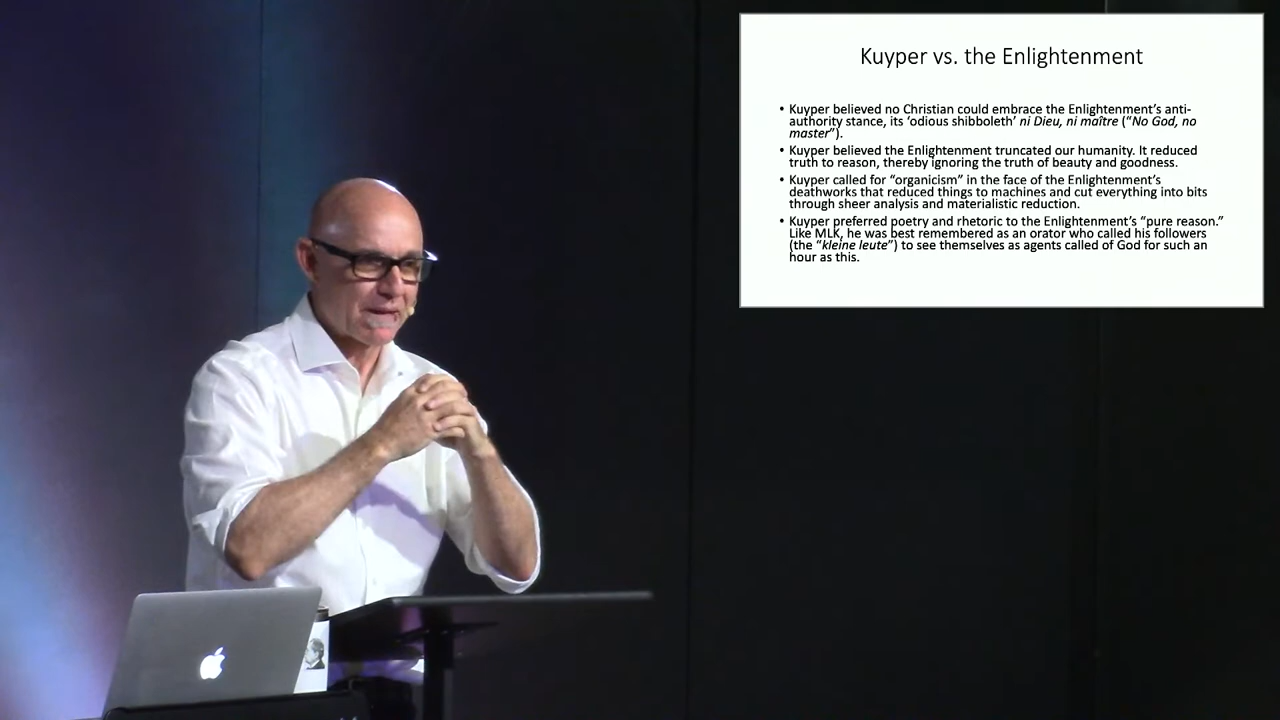 Kuyper vs. the Enlightenment
• Kuyper believed no Christian could embrace the Enlightenment's anti-
authority stance, its 'odious shibboleth' ni Dieu, ni maître ("No God, no
master").
• Kuyper believed the Enlightenment truncated our humanity. It reduced
truth to reason, thereby ignoring the truth of beauty and goodness.
• Kuyper called for "organicism" in the face of the Enlightenment's
deathworks that reduced things to machines and cut everything into bits
through sheer analysis and materialistic reduction.
• Kuyper preferred poetry and rhetoric to the Enlightenment's "pure reason."
Like MLK, he was best remembered as an orator who called his followers
(the "kleine leute") to see themselves as agents called of God for such an
hour as this.